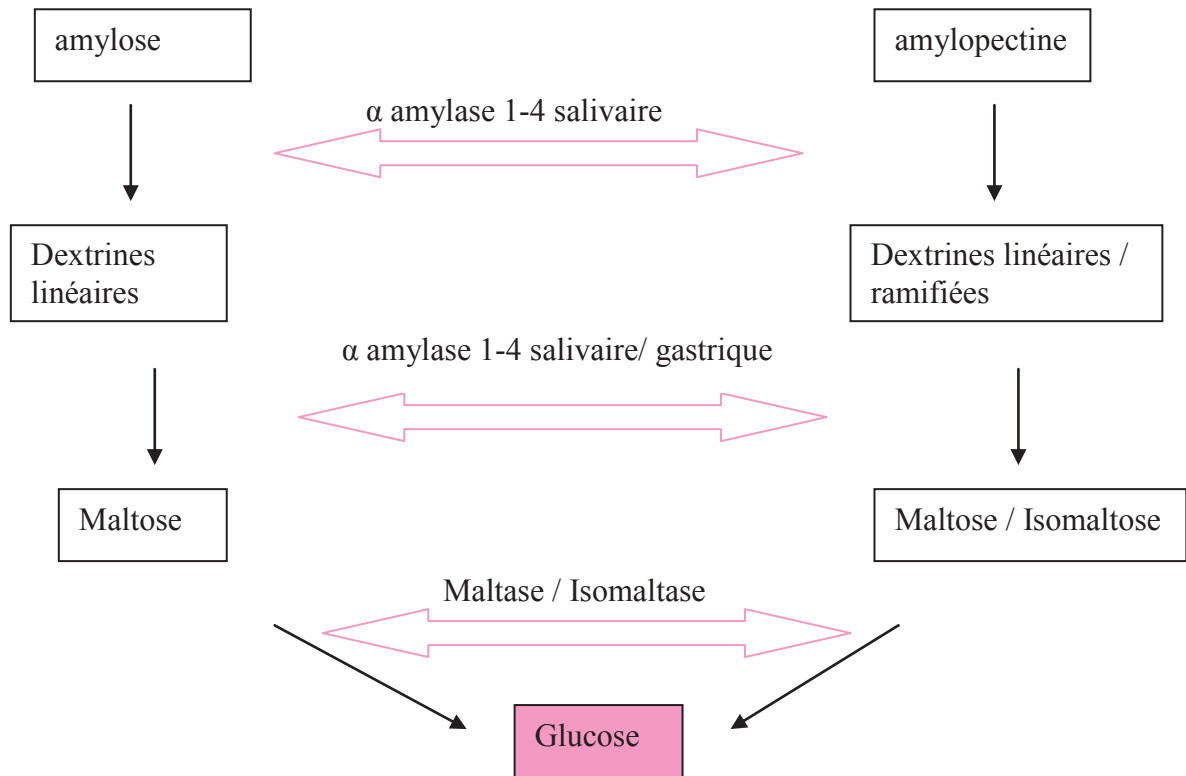 amylose
amylopectine
α amylase 1-4 salivaire
Dextrines
linéaires
Dextrines linéaires /
ramifiées
α amylase 1-4 salivaire/ gastrique
Maltose
Maltose / Isomaltose
Maltase / Isomaltase
Glucose